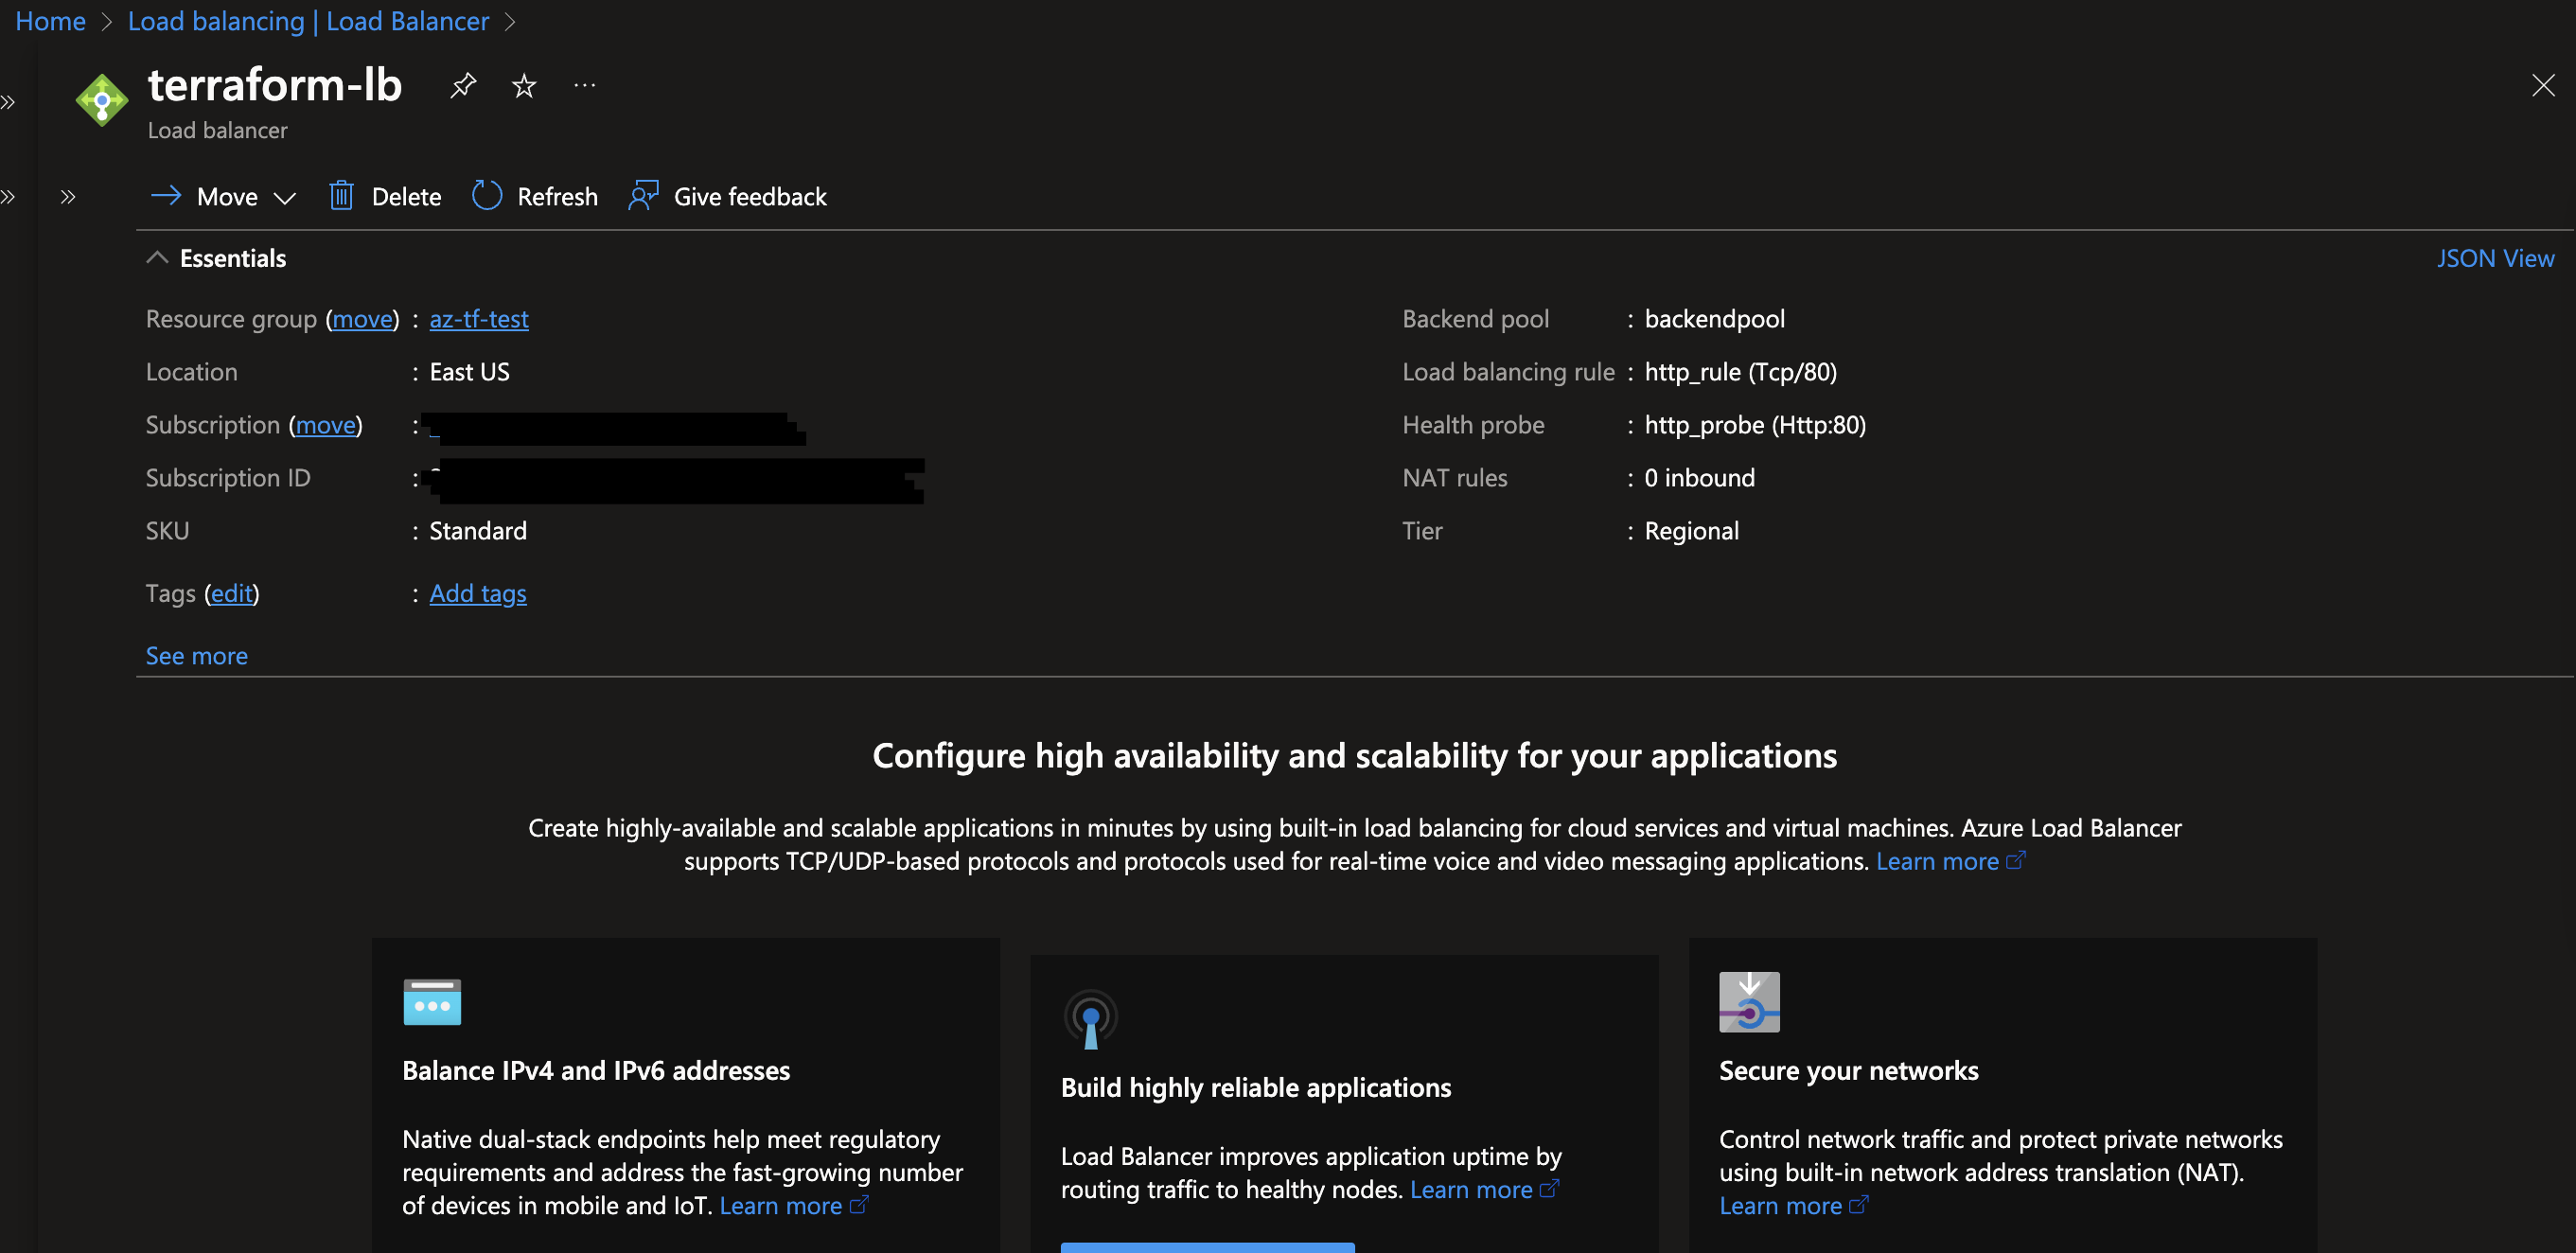 Home > Load balancing | Load Balancer >
terraform-lb
Load balancer
Move
Delete
Refresh
Give feedback
Essentials
JSON View
Resource group (move) : az-tf-test
Location : East US
Subscription (move) :
Subscription ID :
SKU : Standard
Tags (edit) : Add tags
See more
Backend pool : backendpool
Load balancing rule : http_rule (Tcp/80)
Health probe : http_probe (Http:80)
NAT rules : 0 inbound
Tier : Regional
Configure high availability and scalability for your applications
Create highly-available and scalable applications in minutes by using built-in load balancing for cloud services and virtual machines. Azure Load Balancer
supports TCP/UDP-based protocols and protocols used for real-time voice and video messaging applications. Learn more
Balance IPv4 and IPv6 addresses
Native dual-stack endpoints help meet regulatory
requirements and address the fast-growing number
of devices in mobile and IoT. Learn more
Build highly reliable applications
Load Balancer improves application uptime by
routing traffic to healthy nodes. Learn more
Secure your networks
Control network traffic and protect private networks
using built-in network address translation (NAT).
Learn more